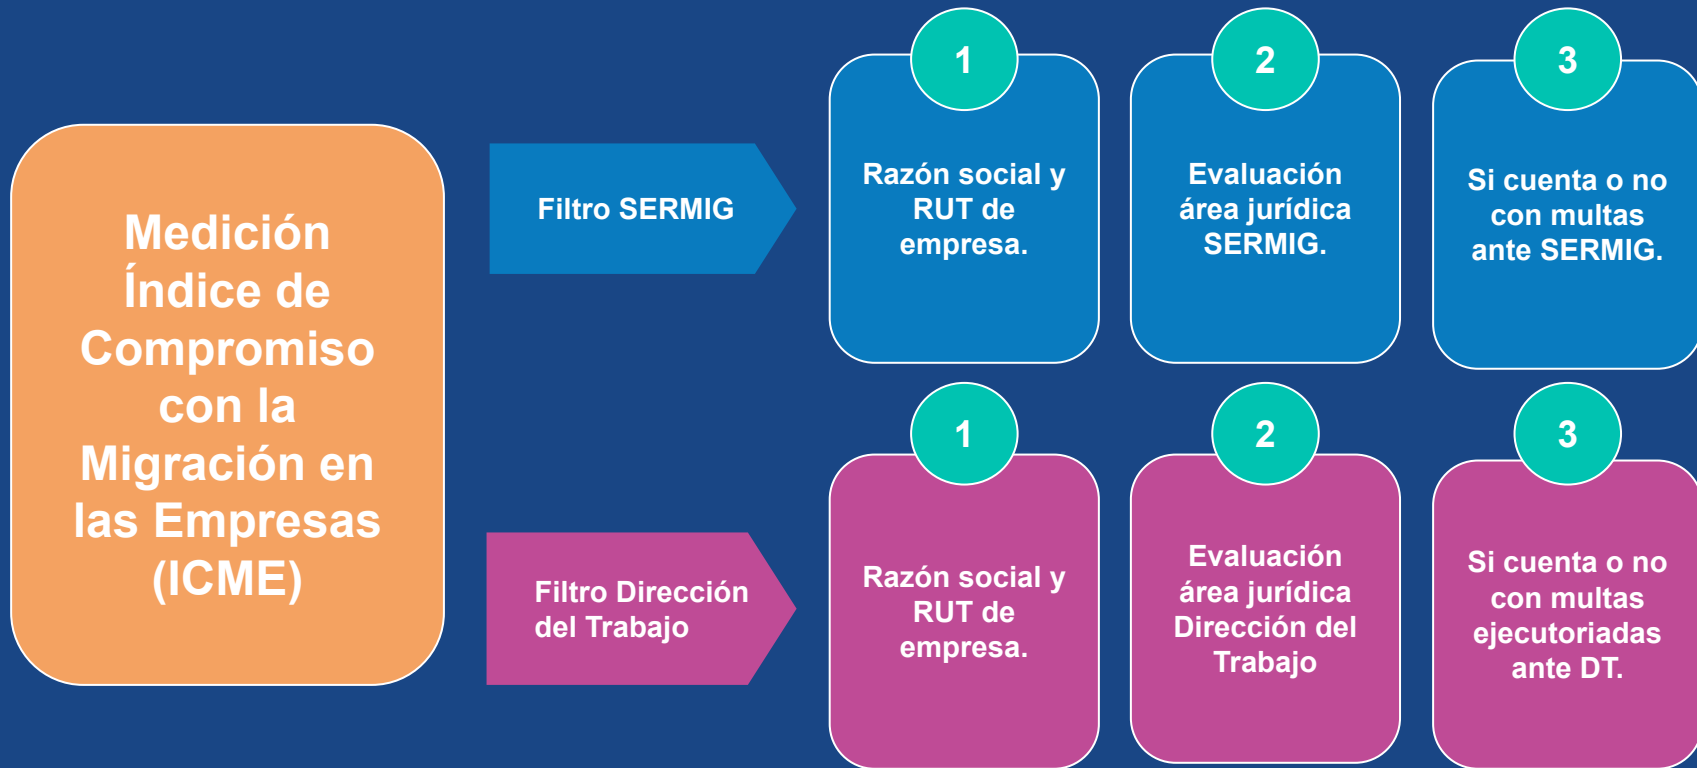 Medición
Índice de
Compromiso
con la
Migración en
las Empresas
(ICME)
Filtro SERMIG
1
Razón social y
RUT de
empresa.
2
Evaluación
área jurídica
SERMIG.
3
Si cuenta o no
con multas
ante SERMIG.
Filtro Dirección
del Trabajo
1
Razón social y
RUT de
empresa.
2
Evaluación
área jurídica
Dirección del
Trabajo
3
Si cuenta o no
con multas
ejecutoriadas
ante DT.